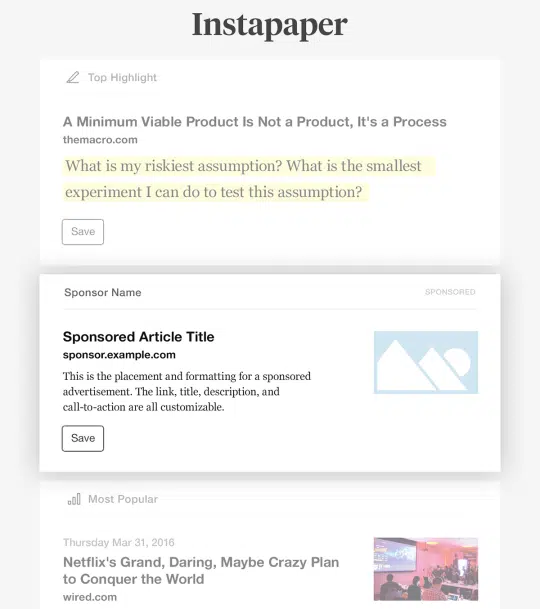 Instapaper
Top Highlight
A Minimum Viable Product Is Not a Product, It's a Process
themacro.com
What is my riskiest assumption? What is the smallest
experiment I can do to test this assumption?
Save
Sponsor Name
SPONSORED
Sponsored Article Title
sponsor.example.com
This is the placement and formatting for a sponsored
advertisement. The link, title, description, and
call-to-action are all customizable.
Save
Most Popular
Thursday Mar 31, 2016
Netflix's Grand, Daring, Maybe Crazy Plan
to Conquer the World
wired.com